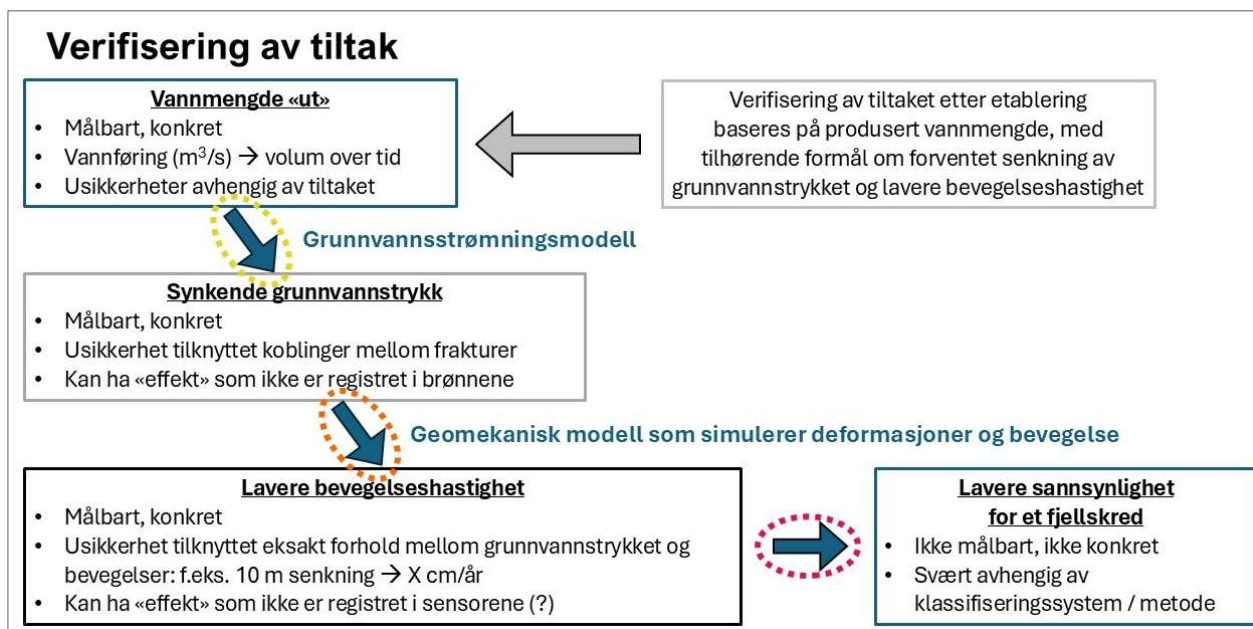 Verifisering av tiltak
Vannmengde «ut»
• Målbart, konkret
• Vannføring (m³/s) → volum over tid
• Usikkerheter avhengig av tiltaket
Verifisering av tiltaket etter etablering
baseres på produsert vannmengde, med
tilhørende formål om forventet senkning av
grunnvannstrykket og lavere bevegelseshastighet
Grunnvannsstrømningsmodell
Synkende grunnvannstrykk
• Målbart, konkret
• Usikkerhet tilknyttet koblinger mellom frakturer
• Kan ha «effekt» som ikke er registret i brønnene
Geomekanisk modell som simulerer deformasjoner og bevegelse
Lavere bevegelseshastighet
• Målbart, konkret
• Usikkerhet tilknyttet eksakt forhold mellom grunnvannstrykket og
bevegelser: f.eks. 10 m senkning → X cm/år
• Kan ha «effekt» som ikke er registret i sensorene (?)
Lavere sannsynlighet
for et fjellskred
• Ikke målbart, ikke konkret
• Svært avhengig av
klassifiseringssystem / metode